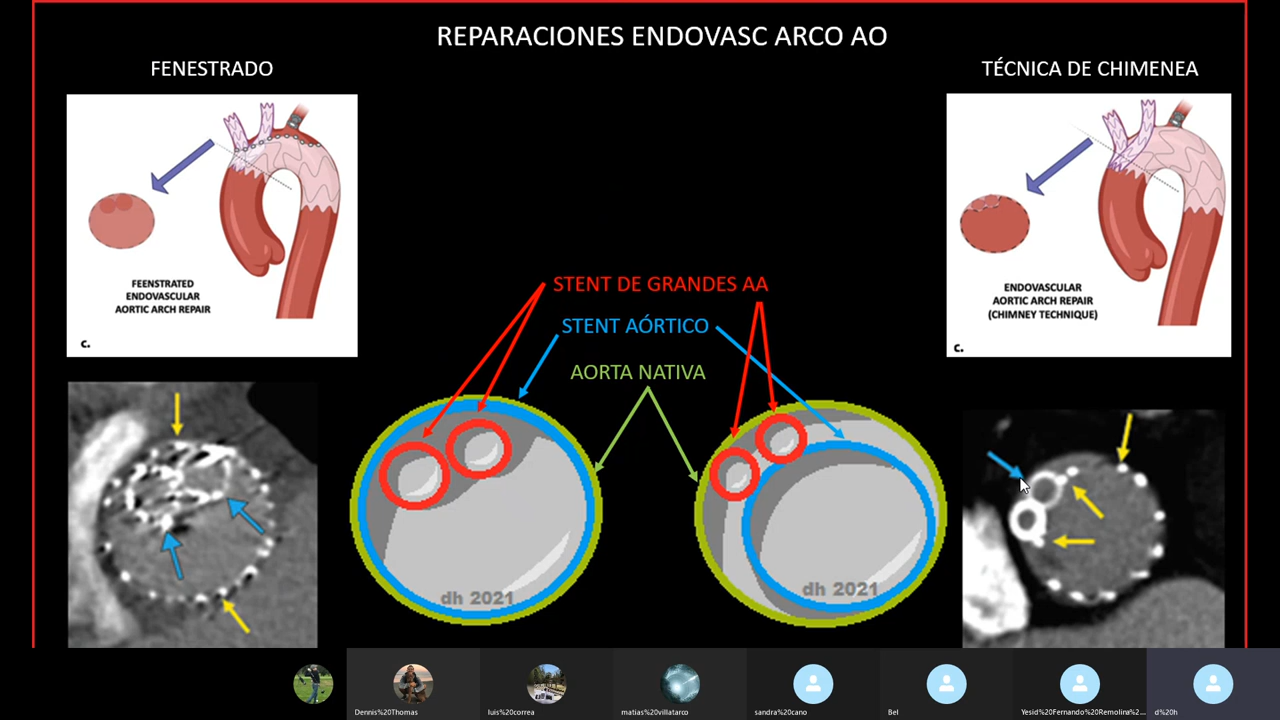 REPARACIONES ENDOVASC ARCO AO
FENESTRADO
TÉCNICA DE CHIMENEA
FEENSTRATED
ENDOVASCULAR
AORTIC ARCH REPAIR
c.
ENDOVASCULAR
AORTIC ARCH REPAIR
(CHIMNEY TECHNIQUE)
c.
STENT DE GRANDES AA
STENT AÓRTICO
AORTA NATIVA
dh 2021
dh 2021
Dennis%20Thomas
luis%20correa
matias%20villatarco
sandra%20cano
Bel
Yesid%20Fernando%20Remolina%2...
d%20h